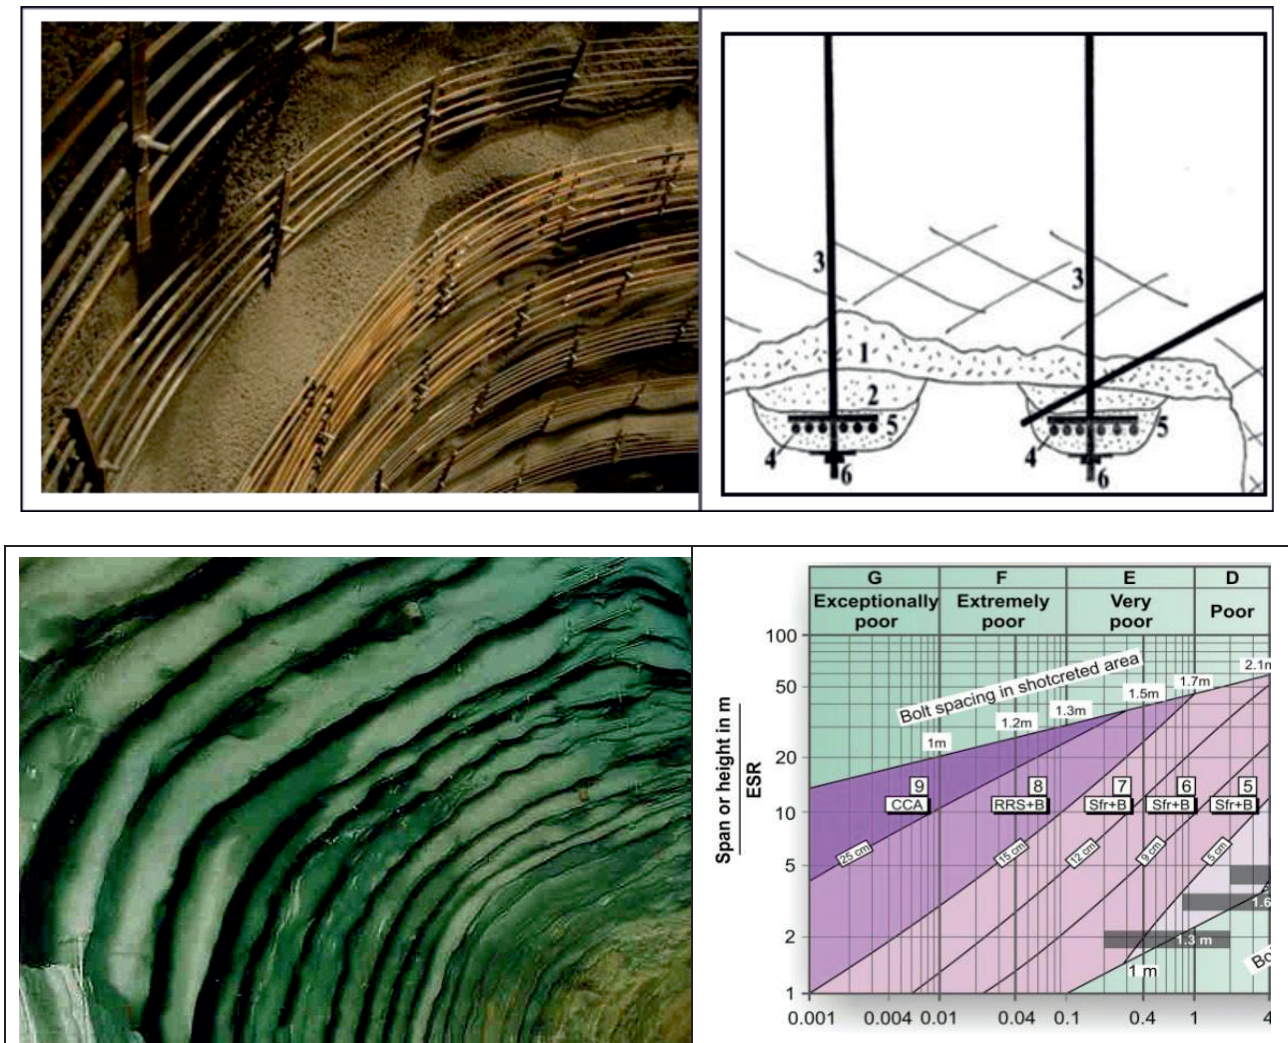 3
3
1
2
5
5
4
4
6
6
G
F
E
D
Exceptionally
poor
Extremely
poor
Very
poor
Poor
100
50
20
10
5
2
1
Span or height in m
ESR
Bolt spacing in shotcreted area
1m
1.2m
1.3m
1.5m
1.7m
2.1m
9
CCA
8
RRS+B
7
Sfr+B
6
Sfr+B
5
Sfr+B
25 cm
15 cm
12 cm
9 cm
5 cm
1.6
1.3 m
1 m
Bo
0.001
0.004
0.01
0.04
0.1
0.4
1
4